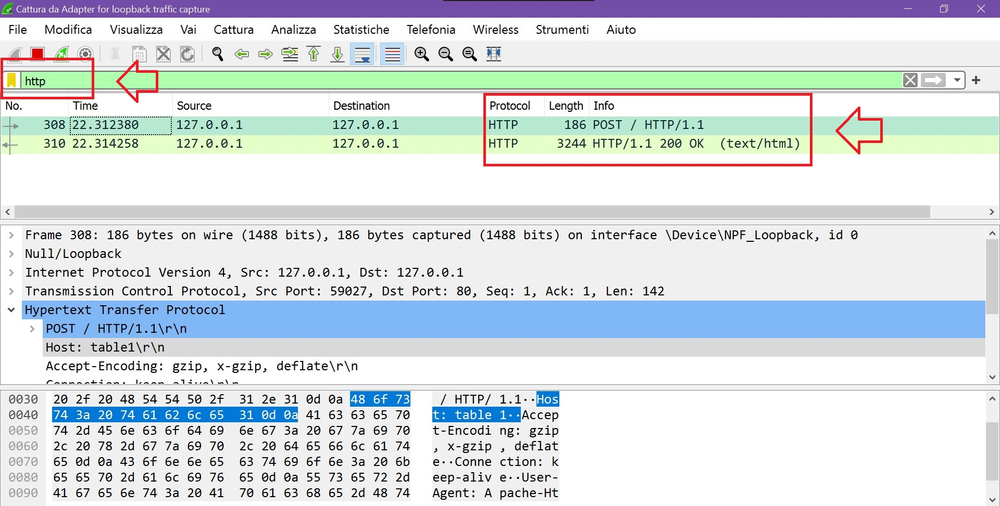 Cattura da Adapter for loopback traffic capture
File Modifica Visualizza Vai Cattura Analizza Statistiche Telefonia Wireless Strumenti Aiuto
http
No. Time Source Destination Protocol Length Info
308 22.312380 127.0.0.1 127.0.0.1 HTTP 186 POST / HTTP/1.1
310 22.314258 127.0.0.1 127.0.0.1 HTTP 3244 HTTP/1.1 200 OK (text/html)
Frame 308: 186 bytes on wire (1488 bits), 186 bytes captured (1488 bits) on interface \Device\NPF_Loopback, id 0
Null/Loopback
Internet Protocol Version 4, Src: 127.0.0.1, Dst: 127.0.0.1
Transmission Control Protocol, Src Port: 59027, Dst Port: 80, Seq: 1, Ack: 1, Len: 142
Hypertext Transfer Protocol
POST / HTTP/1.1\r\n
Host: table1\r\n
Accept-Encoding: gzip, x-gzip, deflate\r\n
Connection: keep-alive\r\n
0030 20 2f 20 48 54 54 50 2f 31 2e 31 0d 0a 48 6f 73 / HTTP/ 1.1··Hos
0040 74 3a 20 74 61 62 6c 65 31 0d 0a 41 63 63 65 70 t: table 1··Accep
0050 74 2d 45 6e 63 6f 64 69 6e 67 3a 20 67 7a 69 70 t-Encodi ng: gzip
0060 2c 20 78 2d 67 7a 69 70 2c 20 64 65 66 6c 61 74 , x-gzip , deflat
0070 65 0d 0a 43 6f 6e 6e 65 63 74 69 6f 6e 3a 20 6b e··Conne ction: k
0080 65 65 70 2d 61 6c 69 76 65 0d 0a 55 73 65 72 2d eep-aliv e··User-
0090 41 67 65 6e 74 3a 20 41 70 61 63 68 65 2d 48 74 Agent: A pache-Ht